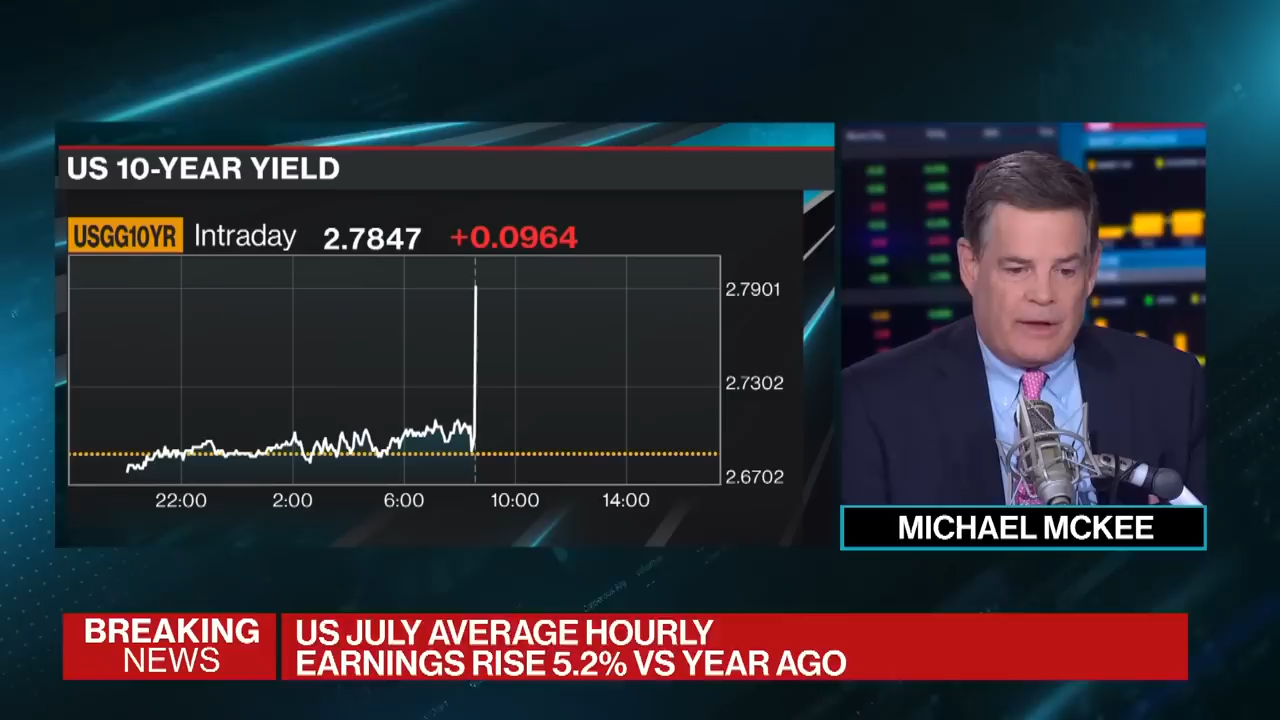 US 10-YEAR YIELD
USGG10YR Intraday 2.7847 +0.0964
2.7901
2.7302
2.6702
22:00 2:00 6:00 10:00 14:00
MICHAEL MCKEE
BREAKING
NEWS
US JULY AVERAGE HOURLY
EARNINGS RISE 5.2% VS YEAR AGO